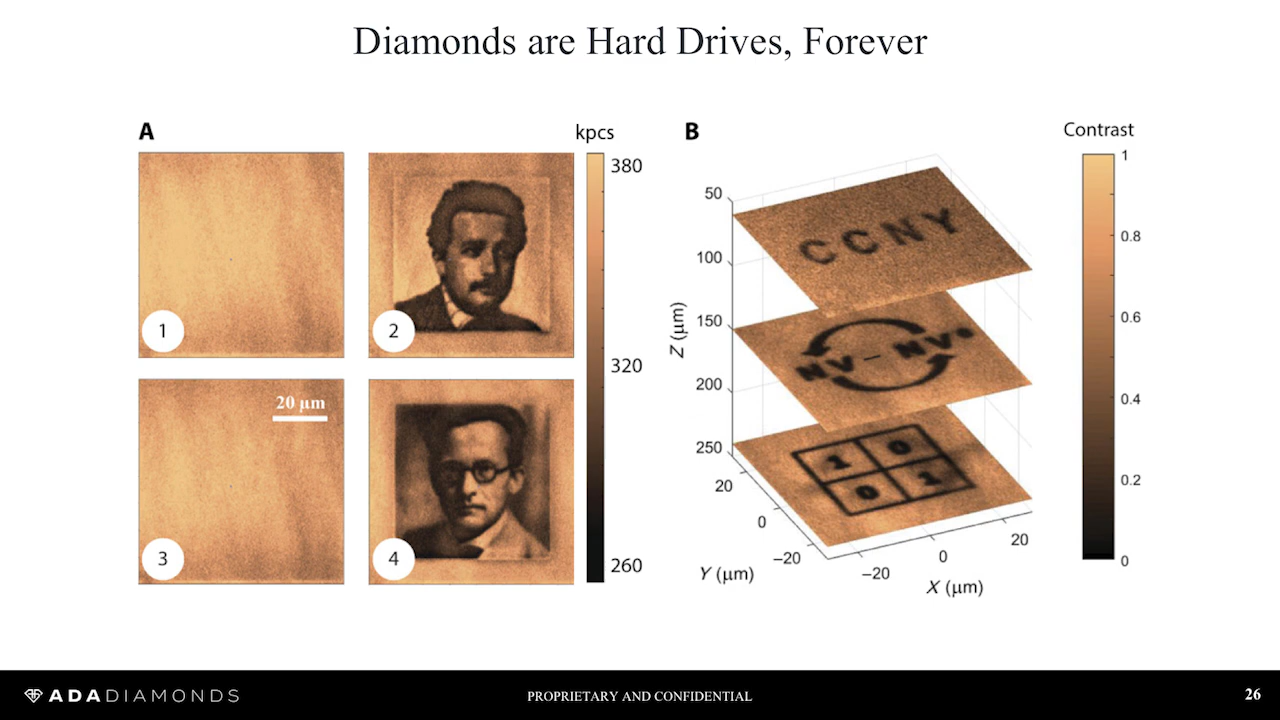 Diamonds are Hard Drives, Forever
A
kpcs
380
320
260
1
2
3
20 μm
4
B
Contrast
1
0.8
0.6
0.4
0.2
0
50
100
150
200
250
Z (μm)
CCNY
NV – NV⁰
1 0
0 1
20
0
−20
Y (μm)
−20
0
20
X (μm)
ADADIAMONDS
PROPRIETARY AND CONFIDENTIAL
26